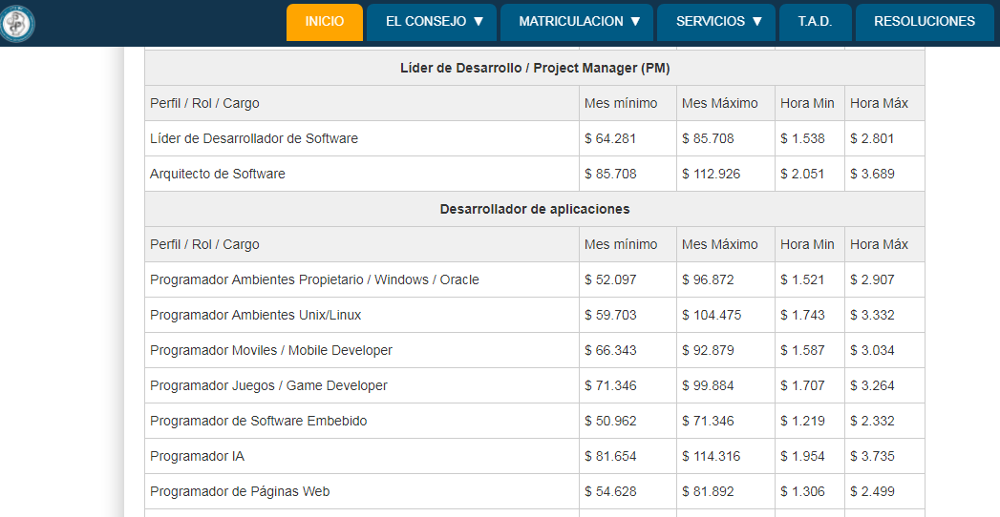 INICIO EL CONSEJO ▼ MATRICULACION ▼ SERVICIOS ▼ T.A.D. RESOLUCIONES
Líder de Desarrollo / Project Manager (PM)
Perfil / Rol / Cargo Mes mínimo Mes Máximo Hora Min Hora Máx
Líder de Desarrollador de Software $ 64.281 $ 85.708 $ 1.538 $ 2.801
Arquitecto de Software $ 85.708 $ 112.926 $ 2.051 $ 3.689
Desarrollador de aplicaciones
Perfil / Rol / Cargo Mes mínimo Mes Máximo Hora Min Hora Máx
Programador Ambientes Propietario / Windows / Oracle $ 52.097 $ 96.872 $ 1.521 $ 2.907
Programador Ambientes Unix/Linux $ 59.703 $ 104.475 $ 1.743 $ 3.332
Programador Moviles / Mobile Developer $ 66.343 $ 92.879 $ 1.587 $ 3.034
Programador Juegos / Game Developer $ 71.346 $ 99.884 $ 1.707 $ 3.264
Programador de Software Embebido $ 50.962 $ 71.346 $ 1.219 $ 2.332
Programador IA $ 81.654 $ 114.316 $ 1.954 $ 3.735
Programador de Páginas Web $ 54.628 $ 81.892 $ 1.306 $ 2.499